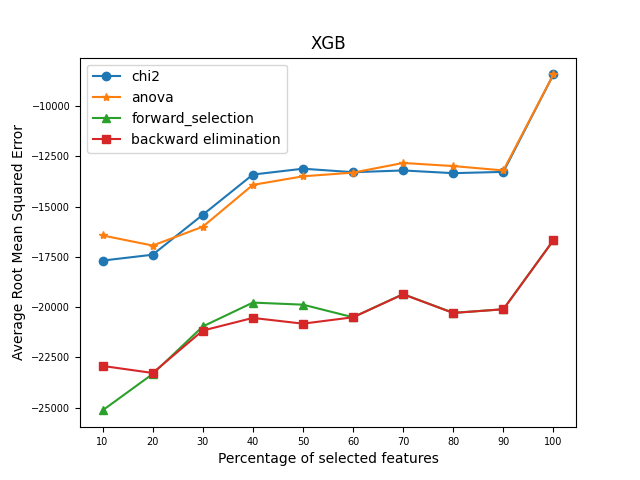 XGB
chi2
anova
forward_selection
backward elimination
Average Root Mean Squared Error
−10000
−12500
−15000
−17500
−20000
−22500
−25000
10 20 30 40 50 60 70 80 90 100
Percentage of selected features